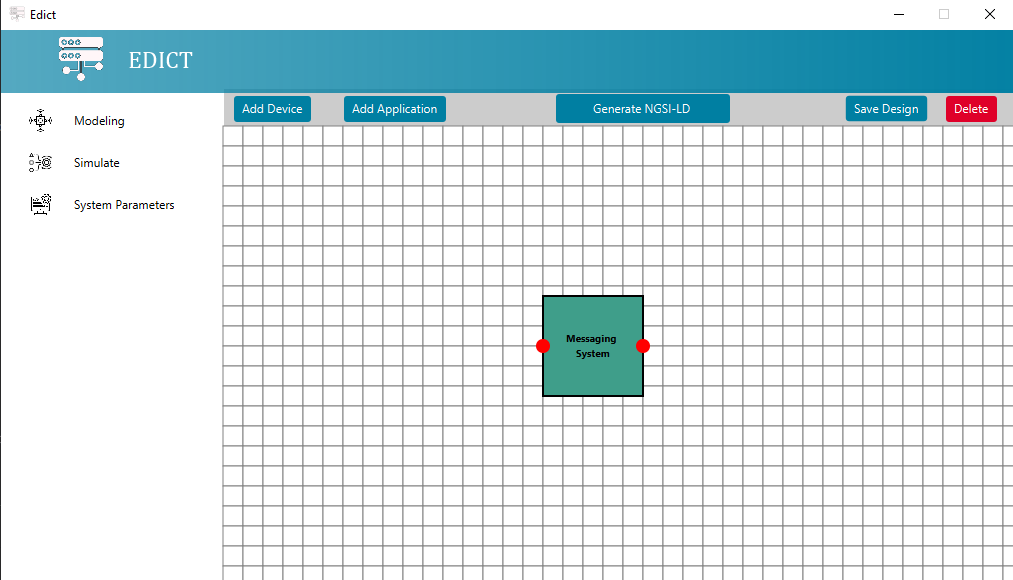 Edict
EDICT
Add Device
Add Application
Generate NGSI-LD
Save Design
Delete
Modeling
Simulate
System Parameters
Messaging
System